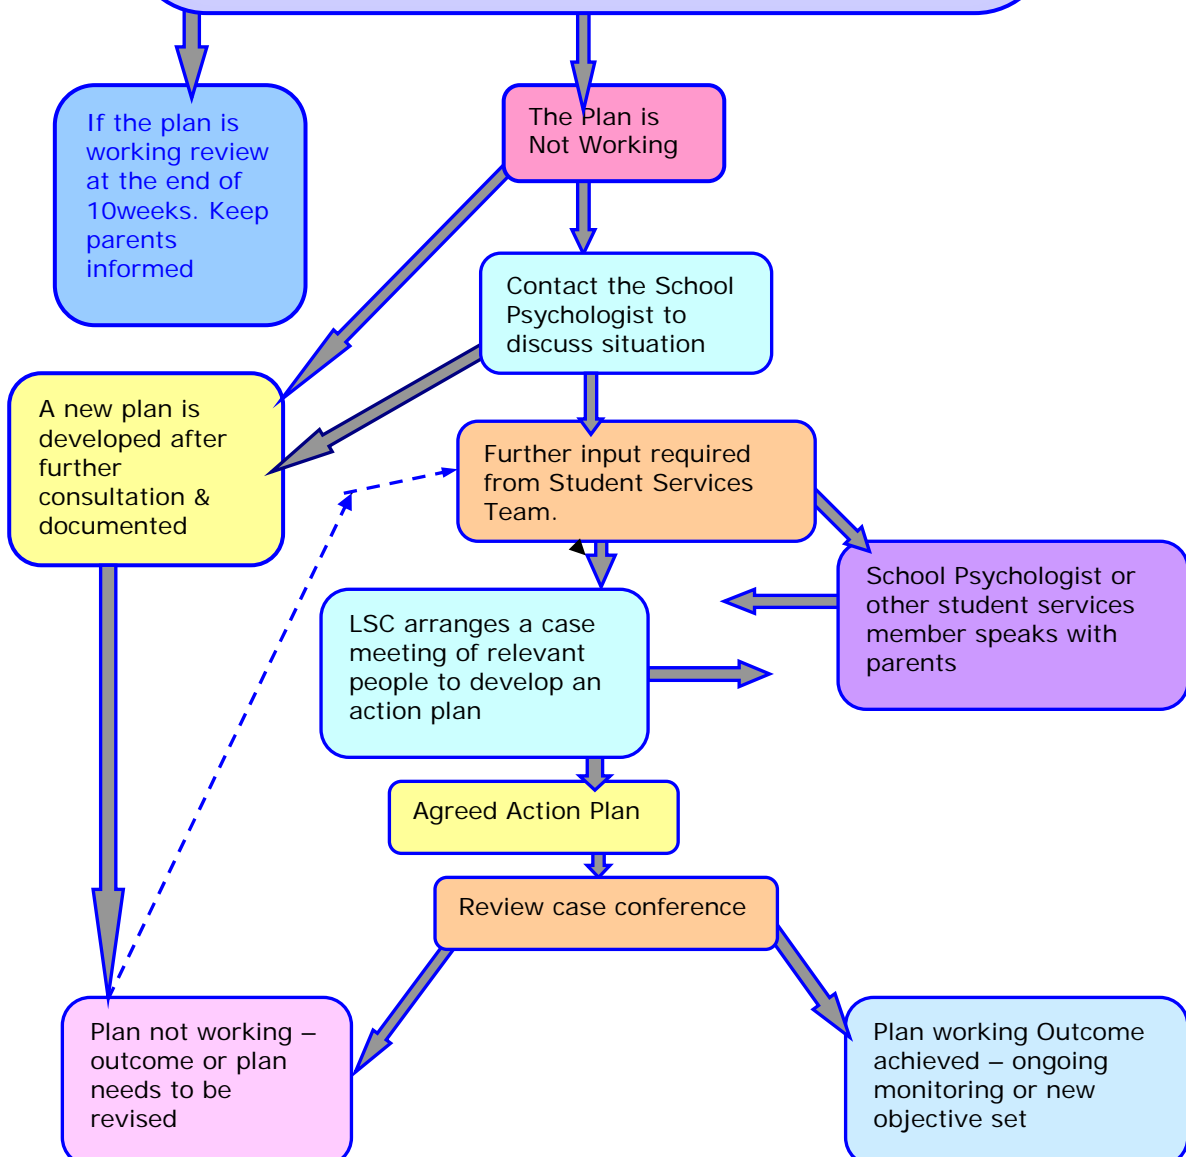 If the plan is
working review
at the end of
10weeks. Keep
parents
informed
The Plan is
Not Working
Contact the School
Psychologist to
discuss situation
A new plan is
developed after
further
consultation &
documented
Further input required
from Student Services
Team.
School Psychologist or
other student services
member speaks with
parents
LSC arranges a case
meeting of relevant
people to develop an
action plan
Agreed Action Plan
Review case conference
Plan not working –
outcome or plan
needs to be
revised
Plan working Outcome
achieved – ongoing
monitoring or new
objective set